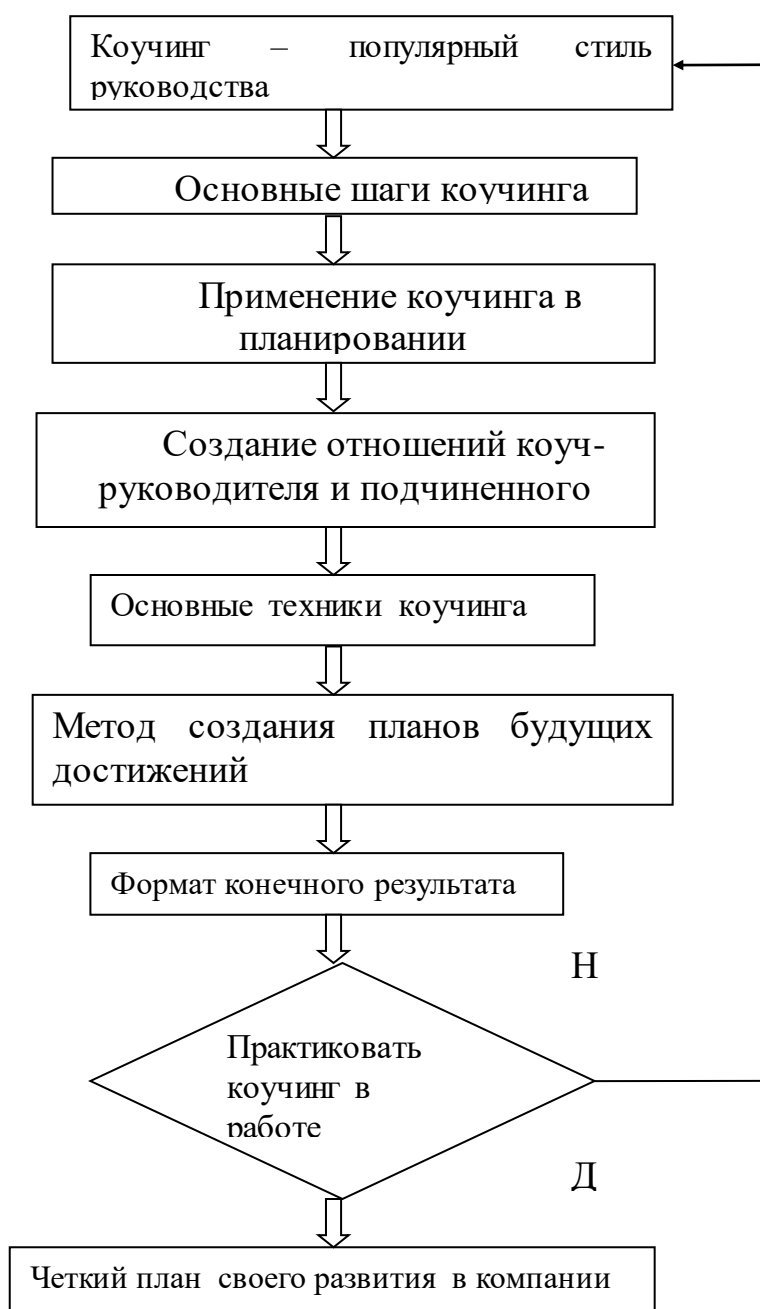 Коучинг – популярный стиль
руководства
Основные шаги коучинга
Применение коучинга в
планировании
Создание отношений коуч-
руководителя и подчиненного
Основные техники коучинга
Метод создания планов будущих
достижений
Формат конечного результата
Н
Практиковать
коучинг в
работе
Д
Четкий план своего развития в компании